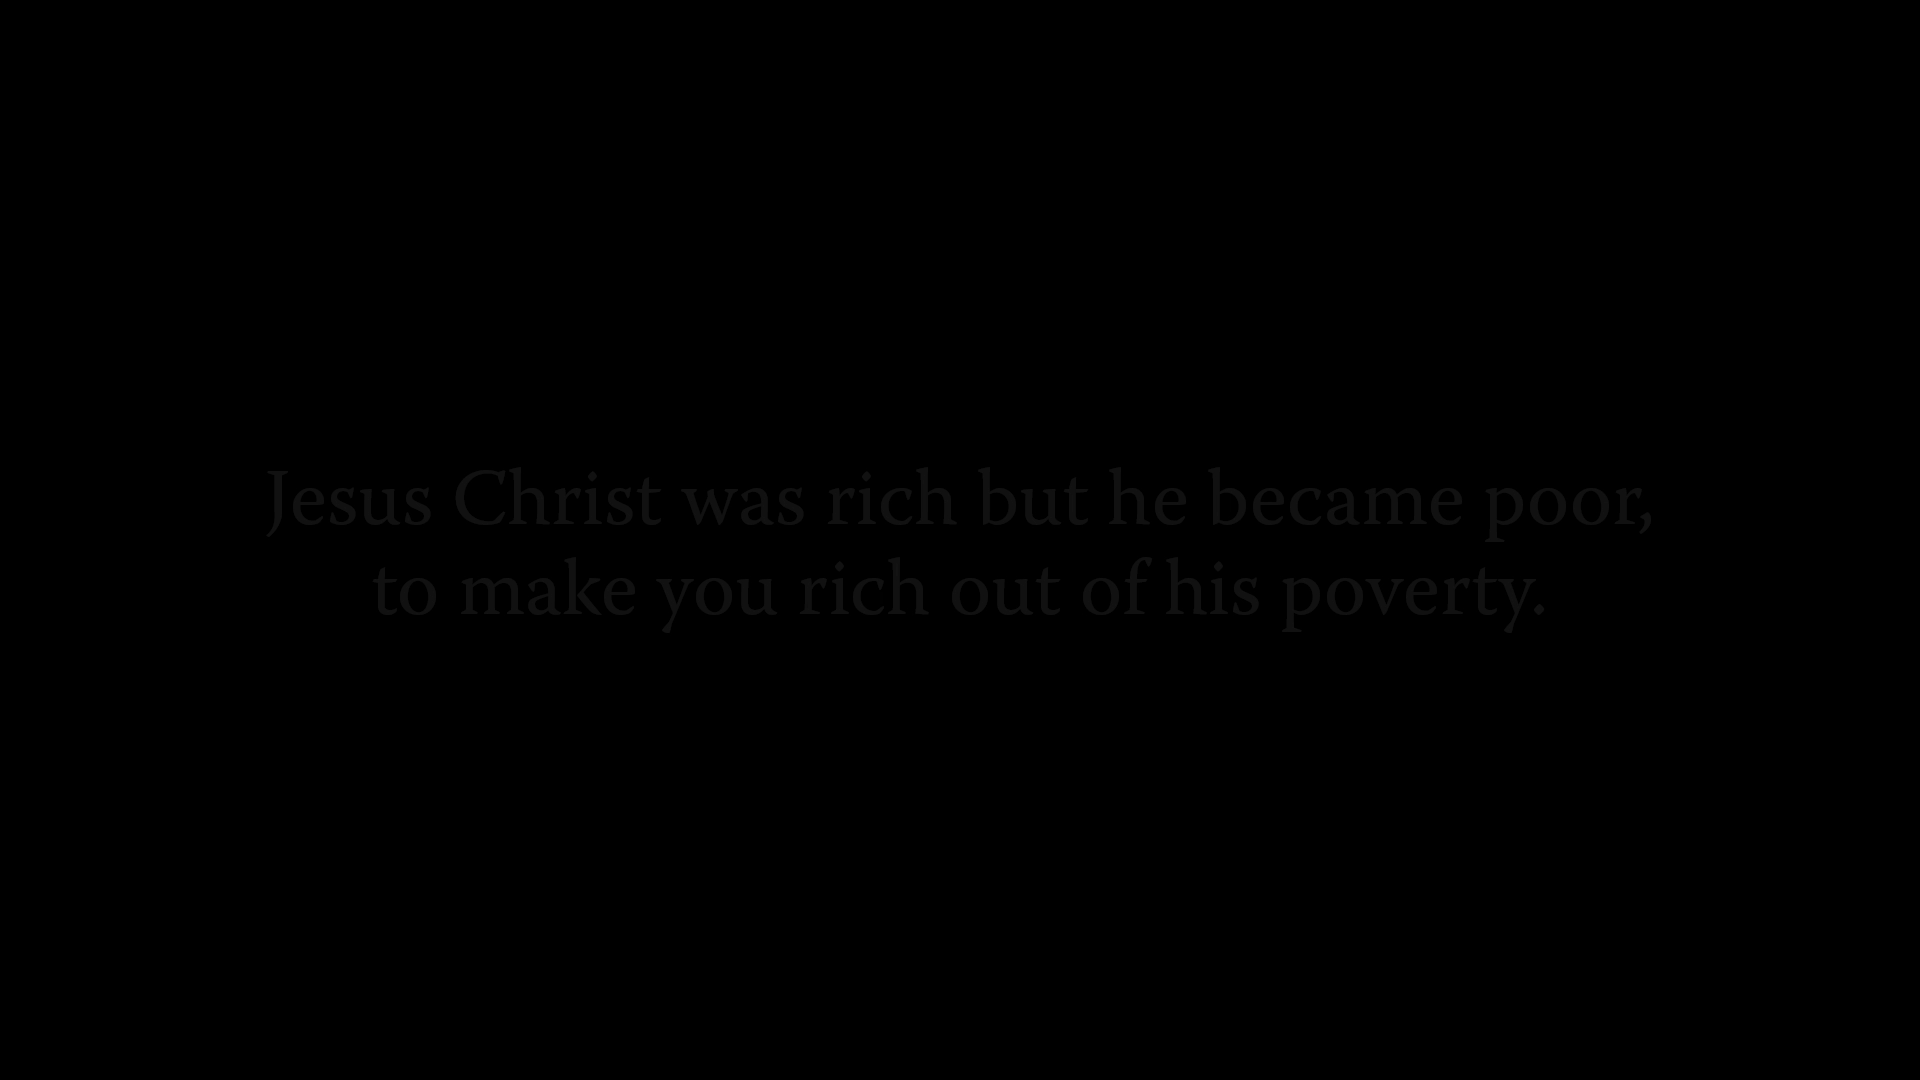 Jesus Christ was rich but he became poor,
to make you rich out of his poverty.